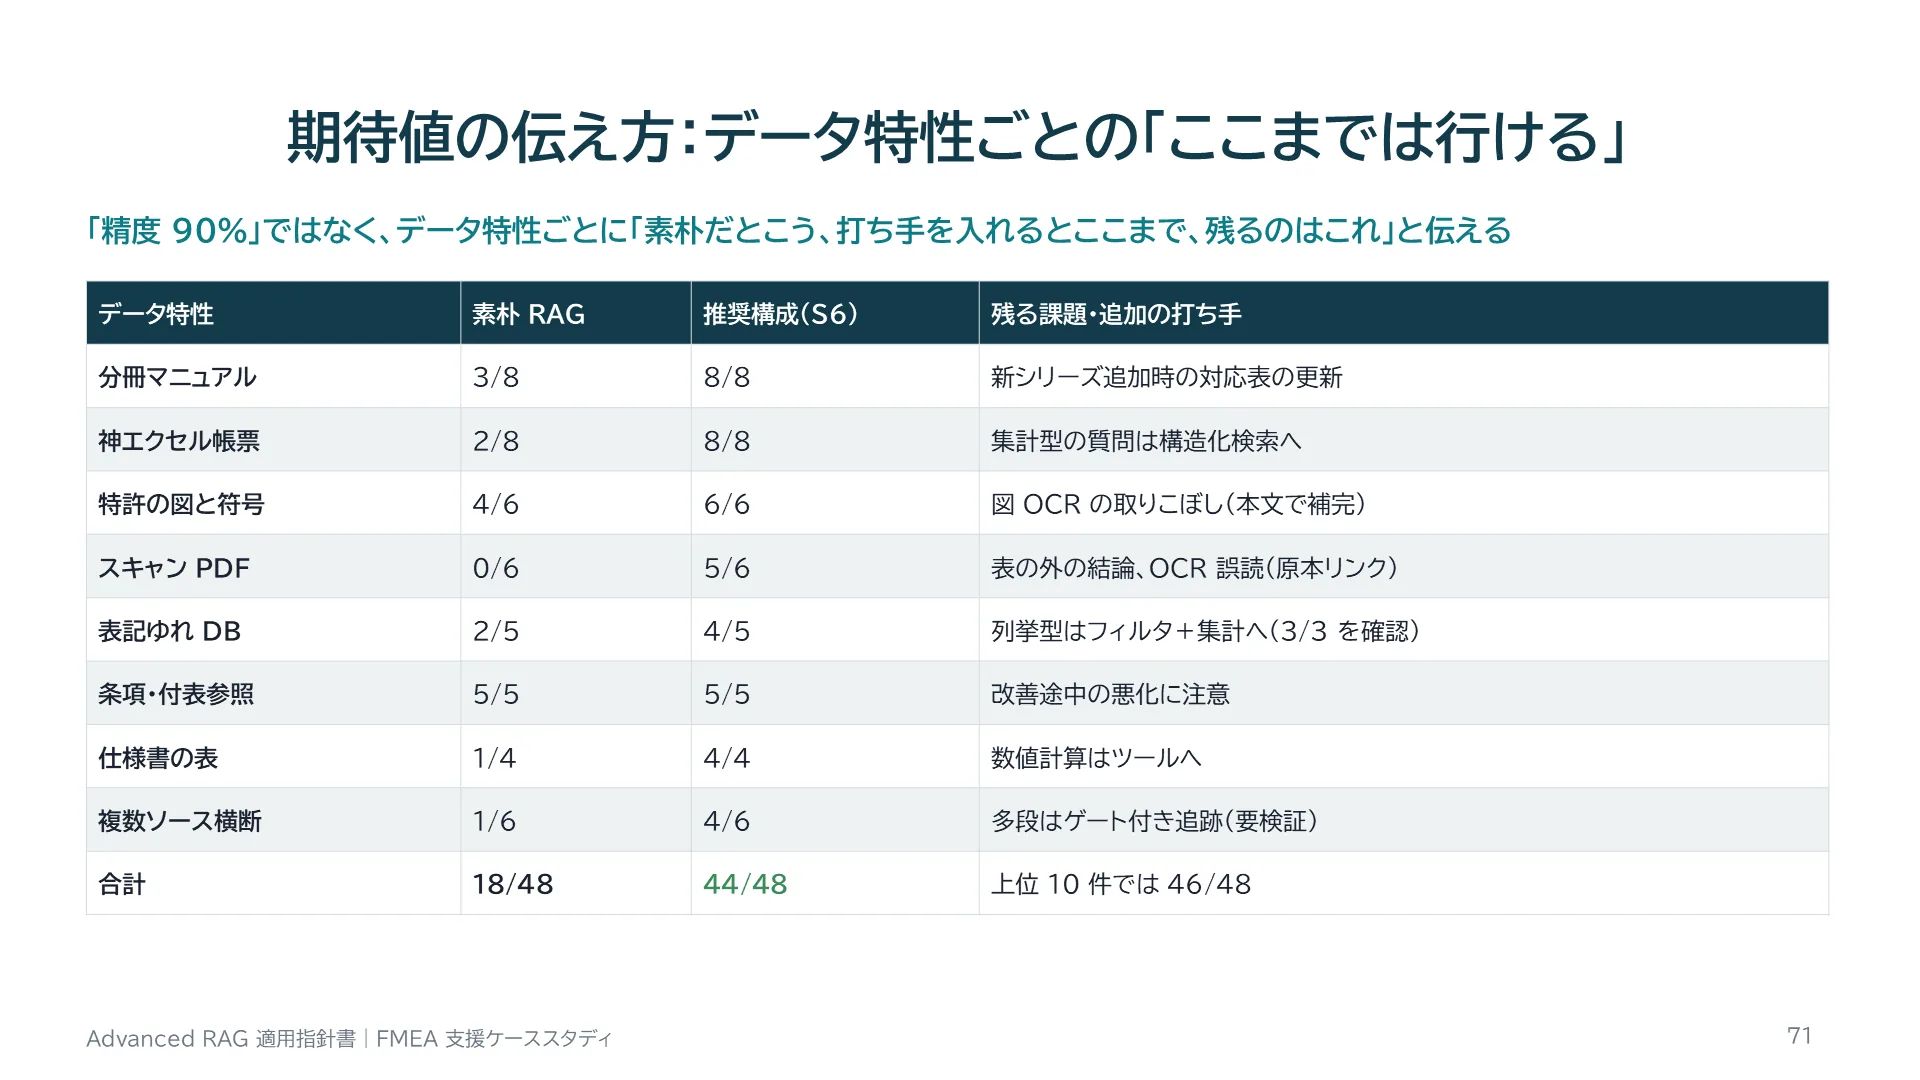 期待値の伝え方：データ特性ごとの「ここまでは行ける」
「精度 90%」ではなく、データ特性ごとに「素朴だとこう、打ち手を入れるとここまで、残るのはこれ」と伝える
データ特性 素朴 RAG 推奨構成（S6） 残る課題・追加の打ち手
分冊マニュアル 3/8 8/8 新シリーズ追加時の対応表の更新
神エクセル帳票 2/8 8/8 集計型の質問は構造化検索へ
特許の図と符号 4/6 6/6 図 OCR の取りこぼし（本文で補完）
スキャン PDF 0/6 5/6 表の外の結論、OCR 誤読（原本リンク）
表記ゆれ DB 2/5 4/5 列挙型はフィルタ＋集計へ（3/3 を確認）
条項・付表参照 5/5 5/5 改善途中の悪化に注意
仕様書の表 1/4 4/4 数値計算はツールへ
複数ソース横断 1/6 4/6 多段はゲート付き追跡（要検証）
合計 18/48 44/48 上位 10 件では 46/48
Advanced RAG 適用指針書｜FMEA 支援ケーススタディ
71